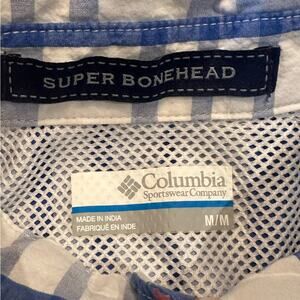 SUPER BONEHEAD
Columbia
Sportswear Company
MADE IN INDIA
FABRIQUÉ EN INDE
M/M